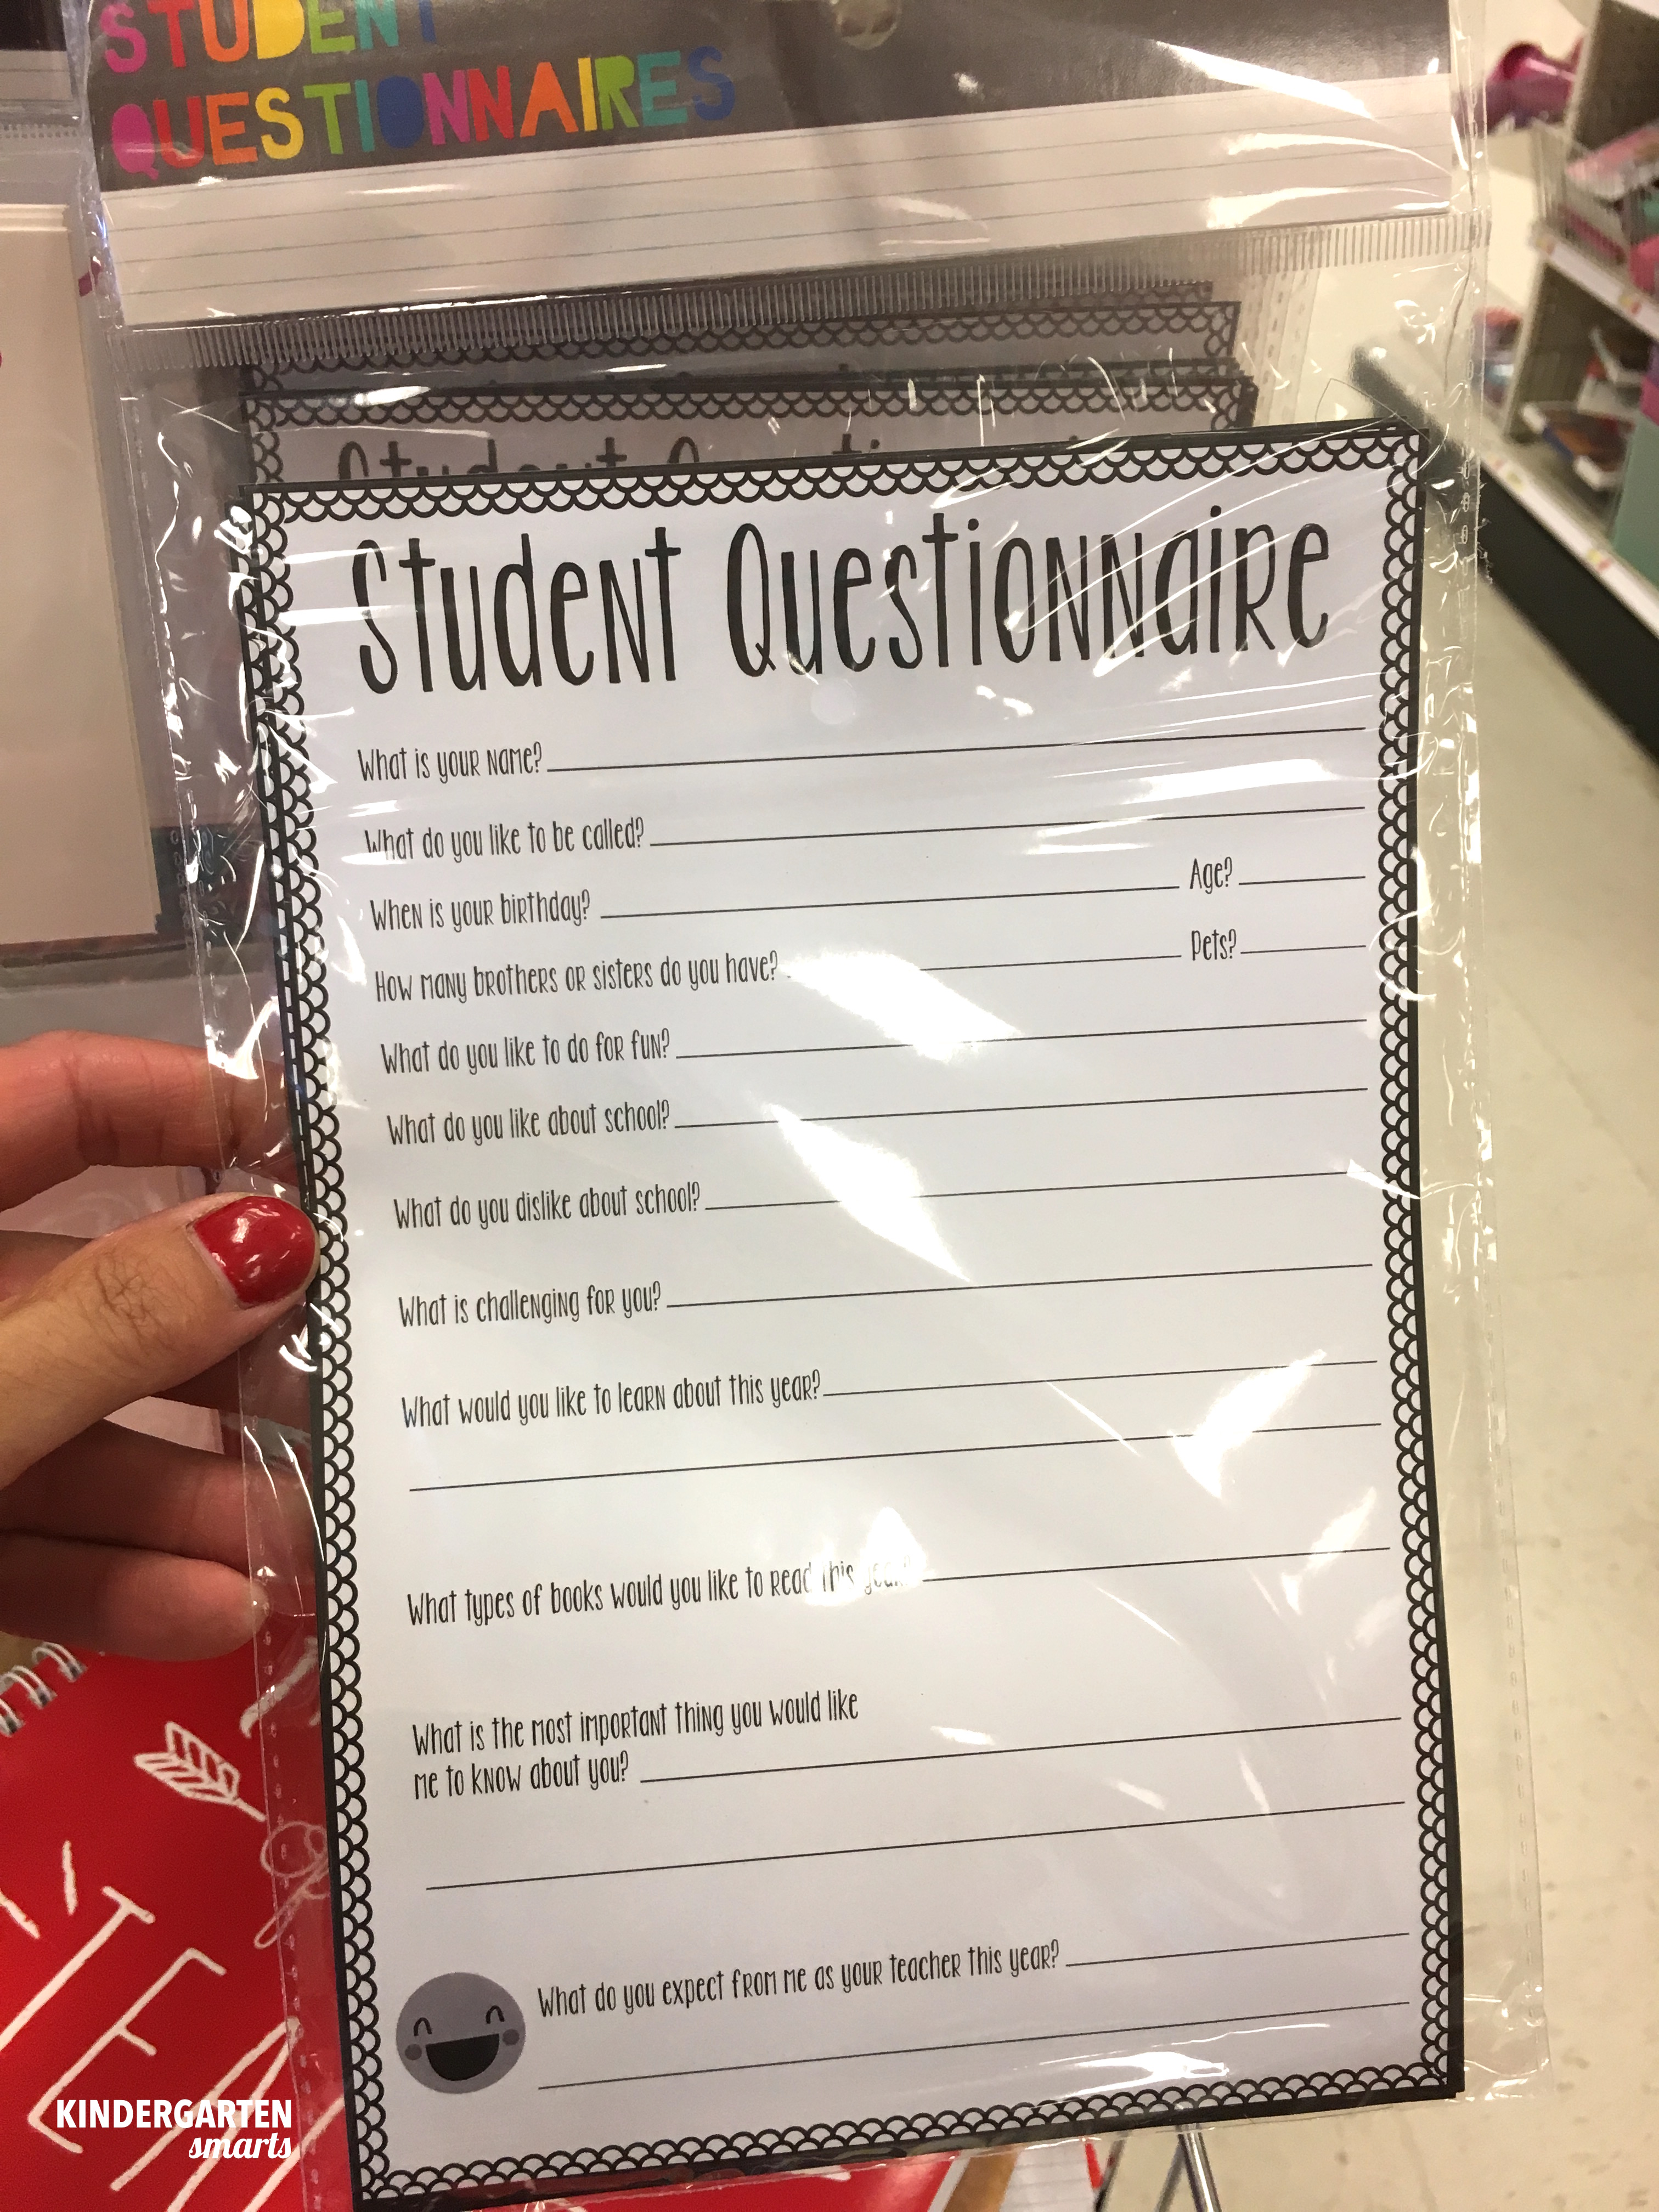 STUDENT
QUESTIONNAIRES
Student Questionnaire
What is your name?
What do you like to be called?
When is your birthday? Age?
How many brothers or sisters do you have? Pets?
What do you like to do for fun?
What do you like about school?
What do you dislike about school?
What is challenging for you?
What would you like to learn about this year?
What types of books would you like to read this year?
What is the most important thing you would like
me to know about you?
What do you expect from me as your teacher this year?
KINDERGARTEN
smarts